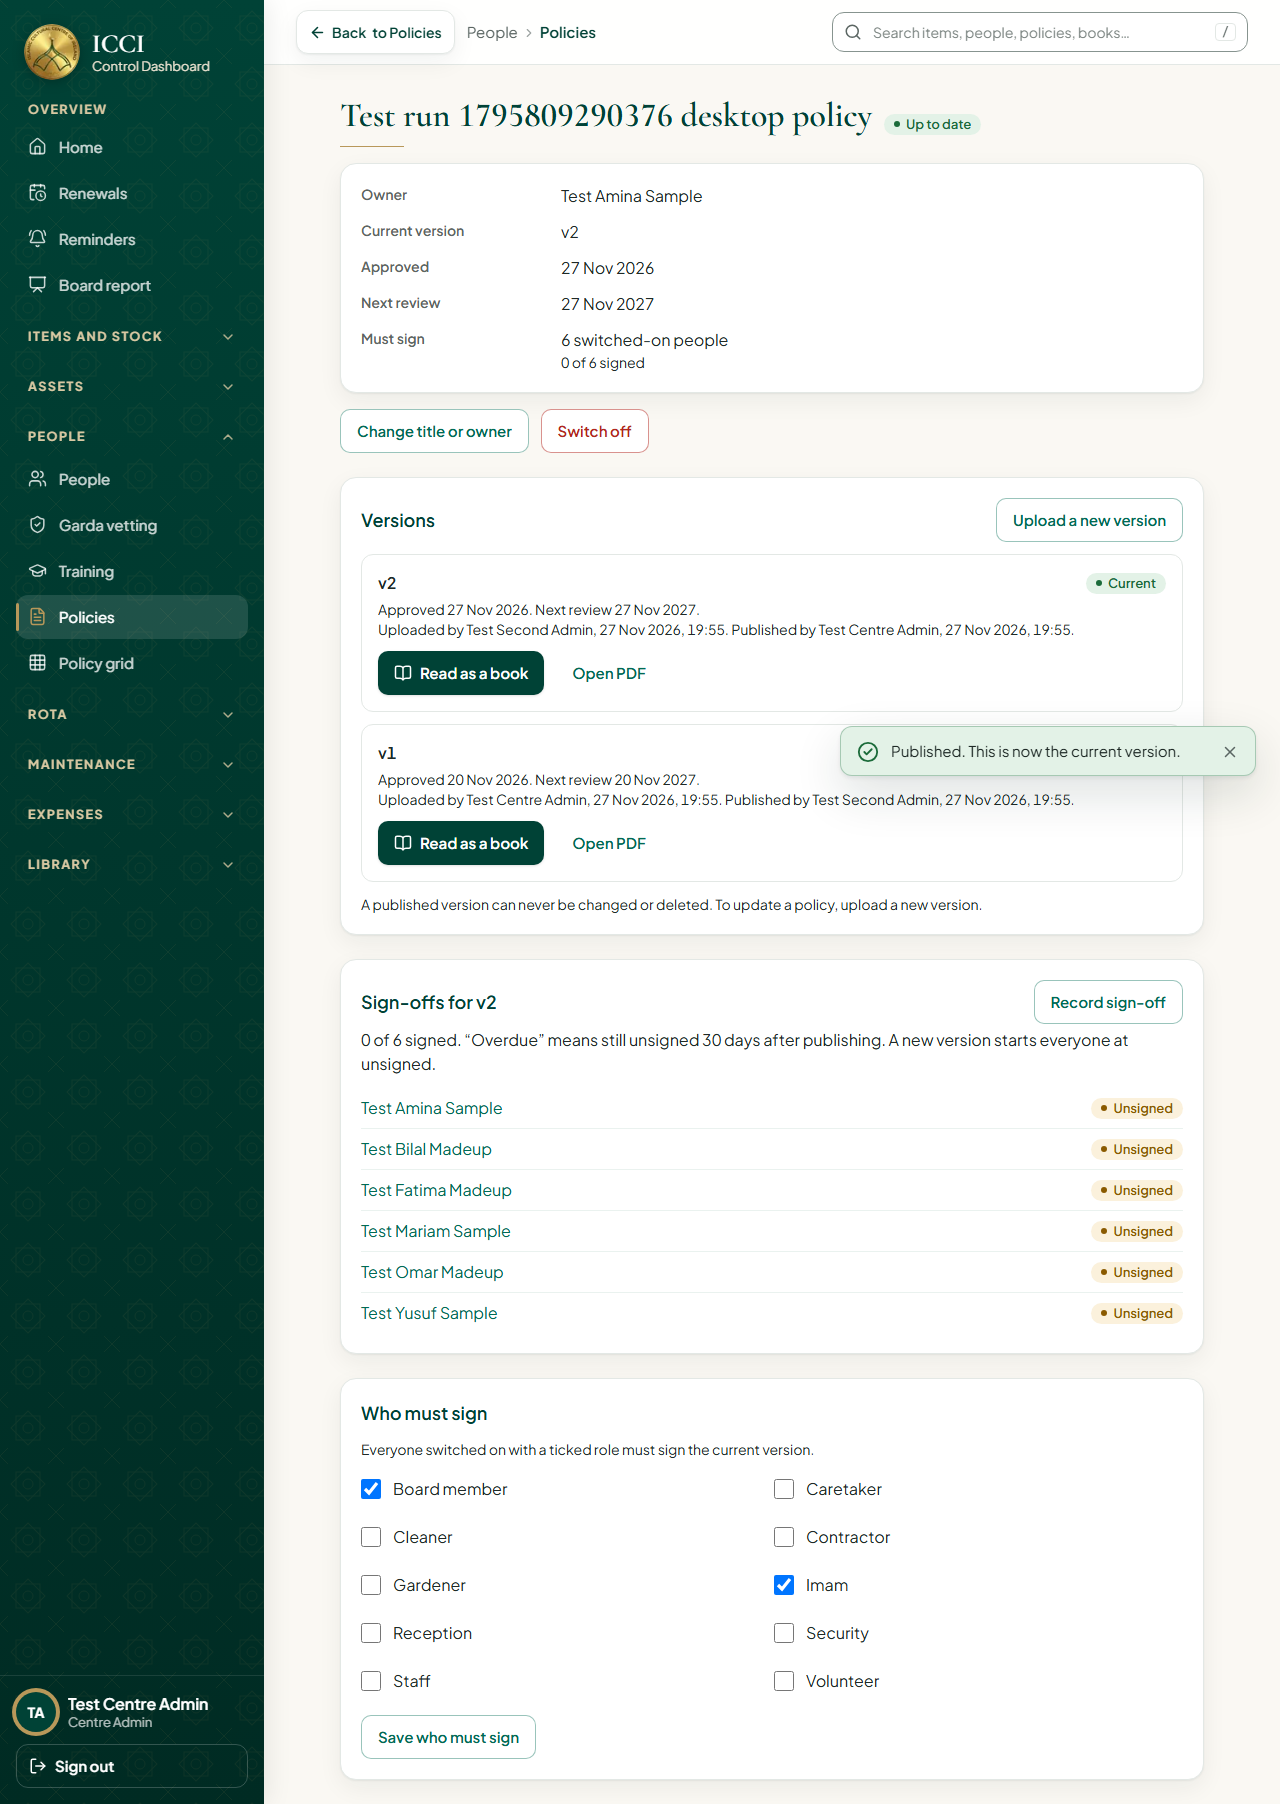 ICCI
Control Dashboard
OVERVIEW
Home
Renewals
Reminders
Board report
ITEMS AND STOCK
ASSETS
PEOPLE
People
Garda vetting
Training
Policies
Policy grid
ROTA
MAINTENANCE
EXPENSES
LIBRARY
TA
Test Centre Admin
Centre Admin
Sign out
Back to Policies
People › Policies
Search items, people, policies, books...
/
Test run 1795809290376 desktop policy
Up to date
Owner Test Amina Sample
Current version v2
Approved 27 Nov 2026
Next review 27 Nov 2027
Must sign 6 switched-on people
0 of 6 signed
Change title or owner
Switch off
Versions
Upload a new version
v2
Current
Approved 27 Nov 2026. Next review 27 Nov 2027.
Uploaded by Test Second Admin, 27 Nov 2026, 19:55. Published by Test Centre Admin, 27 Nov 2026, 19:55.
Read as a book
Open PDF
v1
Published. This is now the current version.
Approved 20 Nov 2026. Next review 20 Nov 2027.
Uploaded by Test Centre Admin, 27 Nov 2026, 19:55. Published by Test Second Admin, 27 Nov 2026, 19:55.
Read as a book
Open PDF
A published version can never be changed or deleted. To update a policy, upload a new version.
Sign-offs for v2
Record sign-off
0 of 6 signed. “Overdue” means still unsigned 30 days after publishing. A new version starts everyone at
unsigned.
Test Amina Sample Unsigned
Test Bilal Madeup Unsigned
Test Fatima Madeup Unsigned
Test Mariam Sample Unsigned
Test Omar Madeup Unsigned
Test Yusuf Sample Unsigned
Who must sign
Everyone switched on with a ticked role must sign the current version.
Board member Caretaker
Cleaner Contractor
Gardener Imam
Reception Security
Staff Volunteer
Save who must sign